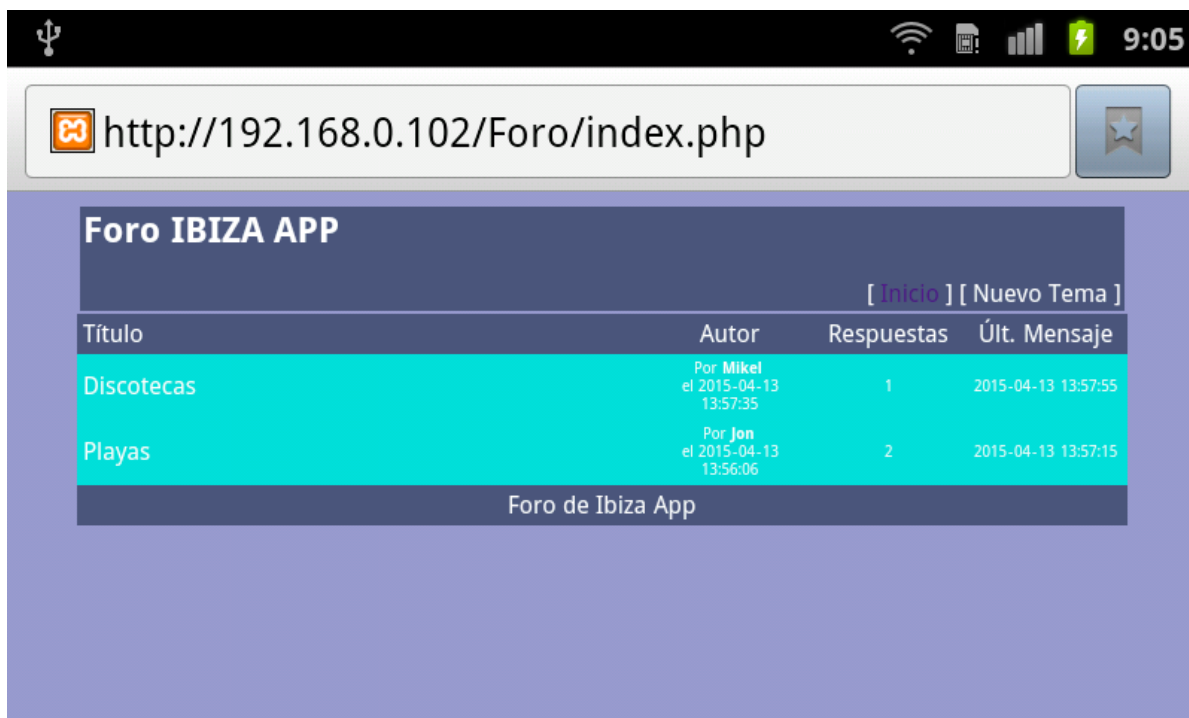 9:05
http://192.168.0.102/Foro/index.php
Foro IBIZA APP
[ Inicio ] [ Nuevo Tema ]
Título Autor Respuestas Últ. Mensaje
Discotecas Por Mikel el 2015-04-13 13:57:35 1 2015-04-13 13:57:55
Playas Por Jon el 2015-04-13 13:56:06 2 2015-04-13 13:57:15
Foro de Ibiza App